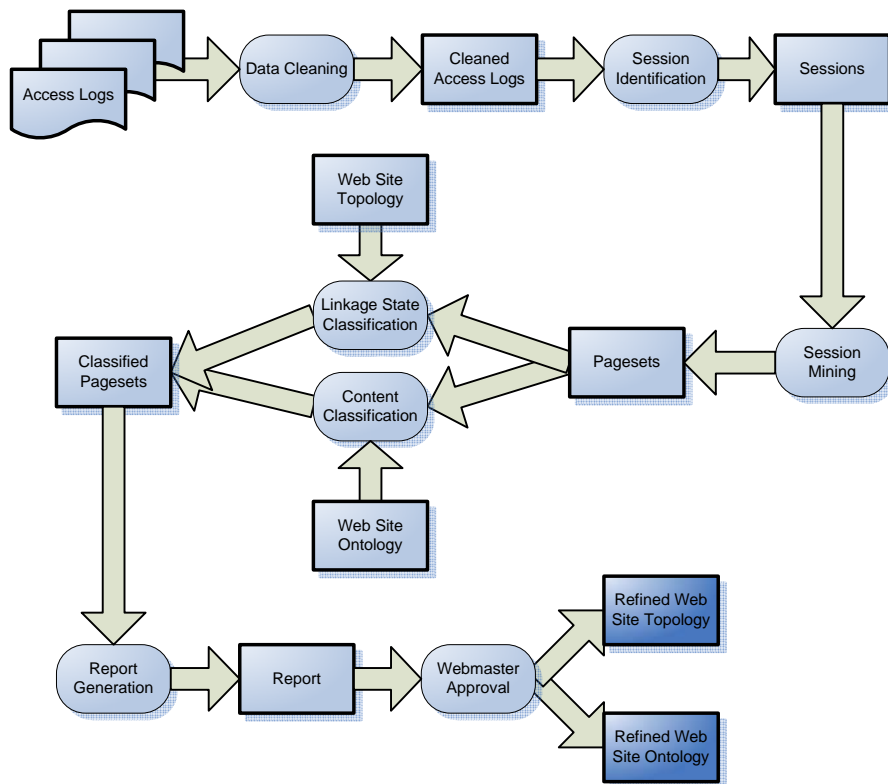 Access Logs
Data Cleaning
Cleaned
Access Logs
Session
Identification
Sessions
Web Site
Topology
Linkage State
Classification
Classified
Pagesets
Pagesets
Session
Mining
Content
Classification
Web Site
Ontology
Refined Web
Site Topology
Report
Generation
Report
Webmaster
Approval
Refined Web
Site Ontology